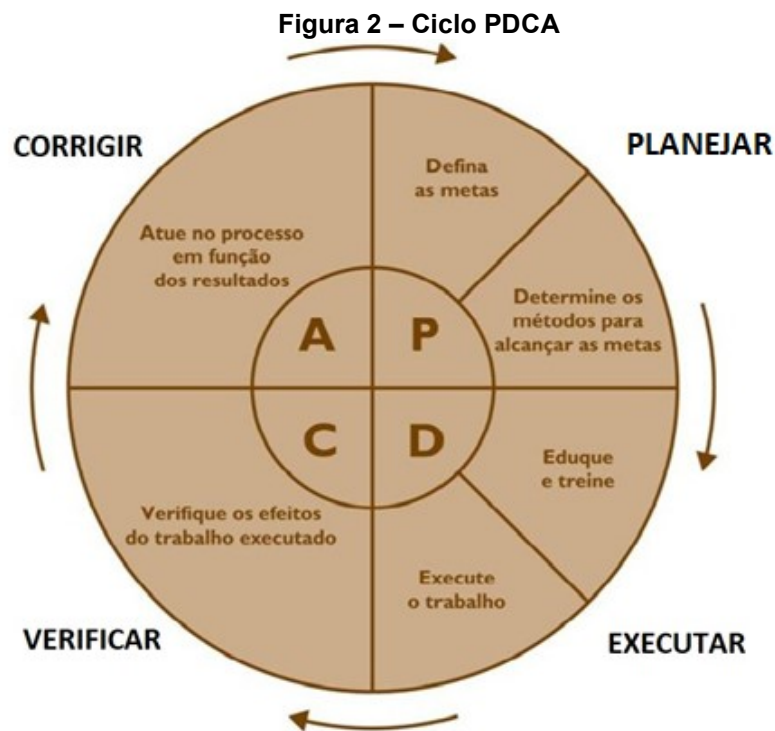 Figura 2 – Ciclo PDCA
CORRIGIR
PLANEJAR
Defina
as metas
Atue no processo
em função
dos resultados
Determine os
métodos para
alcançar as metas
A
P
C
D
Eduque
e treine
Verifique os efeitos
do trabalho executado
Execute
o trabalho
VERIFICAR
EXECUTAR